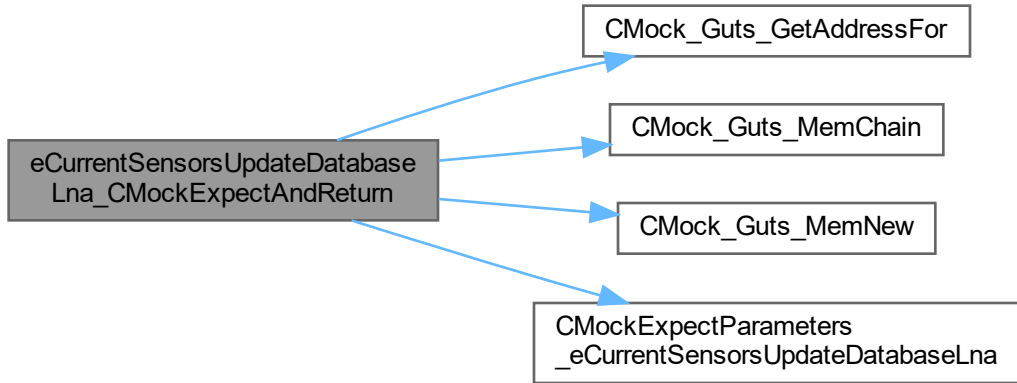 eCurrentSensorsUpdateDatabase
Lna_CMockExpectAndReturn
CMock_Guts_GetAddressFor
CMock_Guts_MemChain
CMock_Guts_MemNew
CMockExpectParameters
_eCurrentSensorsUpdateDatabaseLna